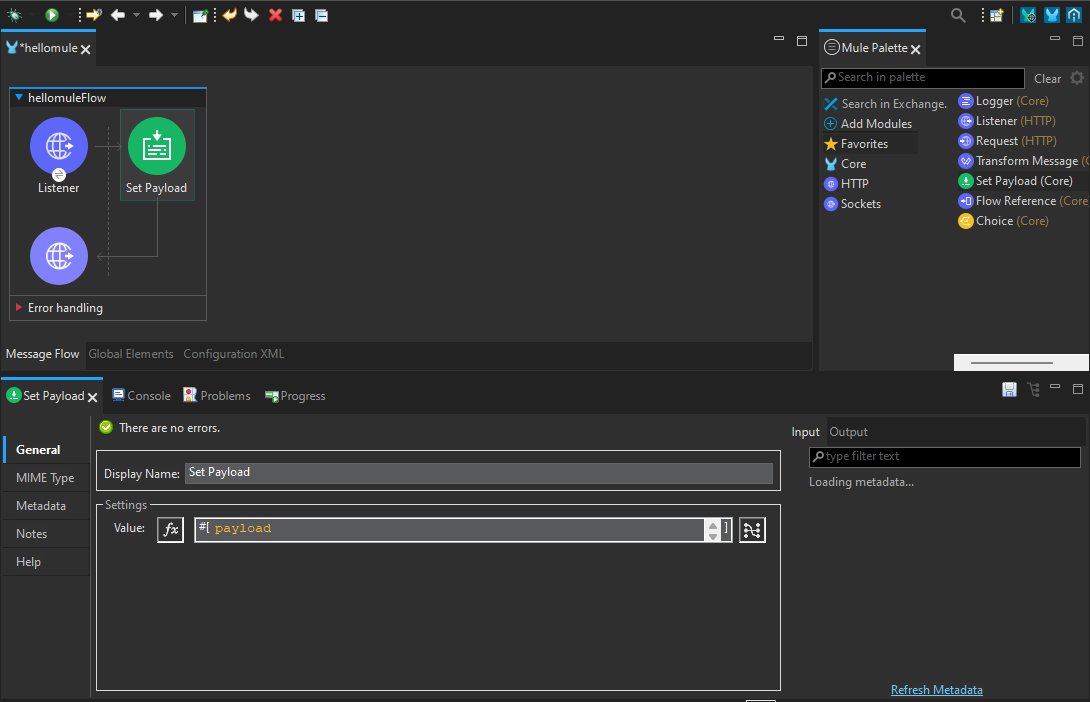 *hellomule
Mule Palette
Search in palette
Clear
hellomuleFlow
Listener
Set Payload
Error handling
Search in Exchange.
Add Modules
Favorites
Core
HTTP
Sockets
Logger (Core)
Listener (HTTP)
Request (HTTP)
Transform Message (C
Set Payload (Core)
Flow Reference (Core
Choice (Core)
Message Flow Global Elements Configuration XML
Set Payload Console Problems Progress
There are no errors.
General
MIME Type
Metadata
Notes
Help
Display Name: Set Payload
Settings
Value: fx #[ payload ]
Input Output
type filter text
Loading metadata...
Refresh Metadata